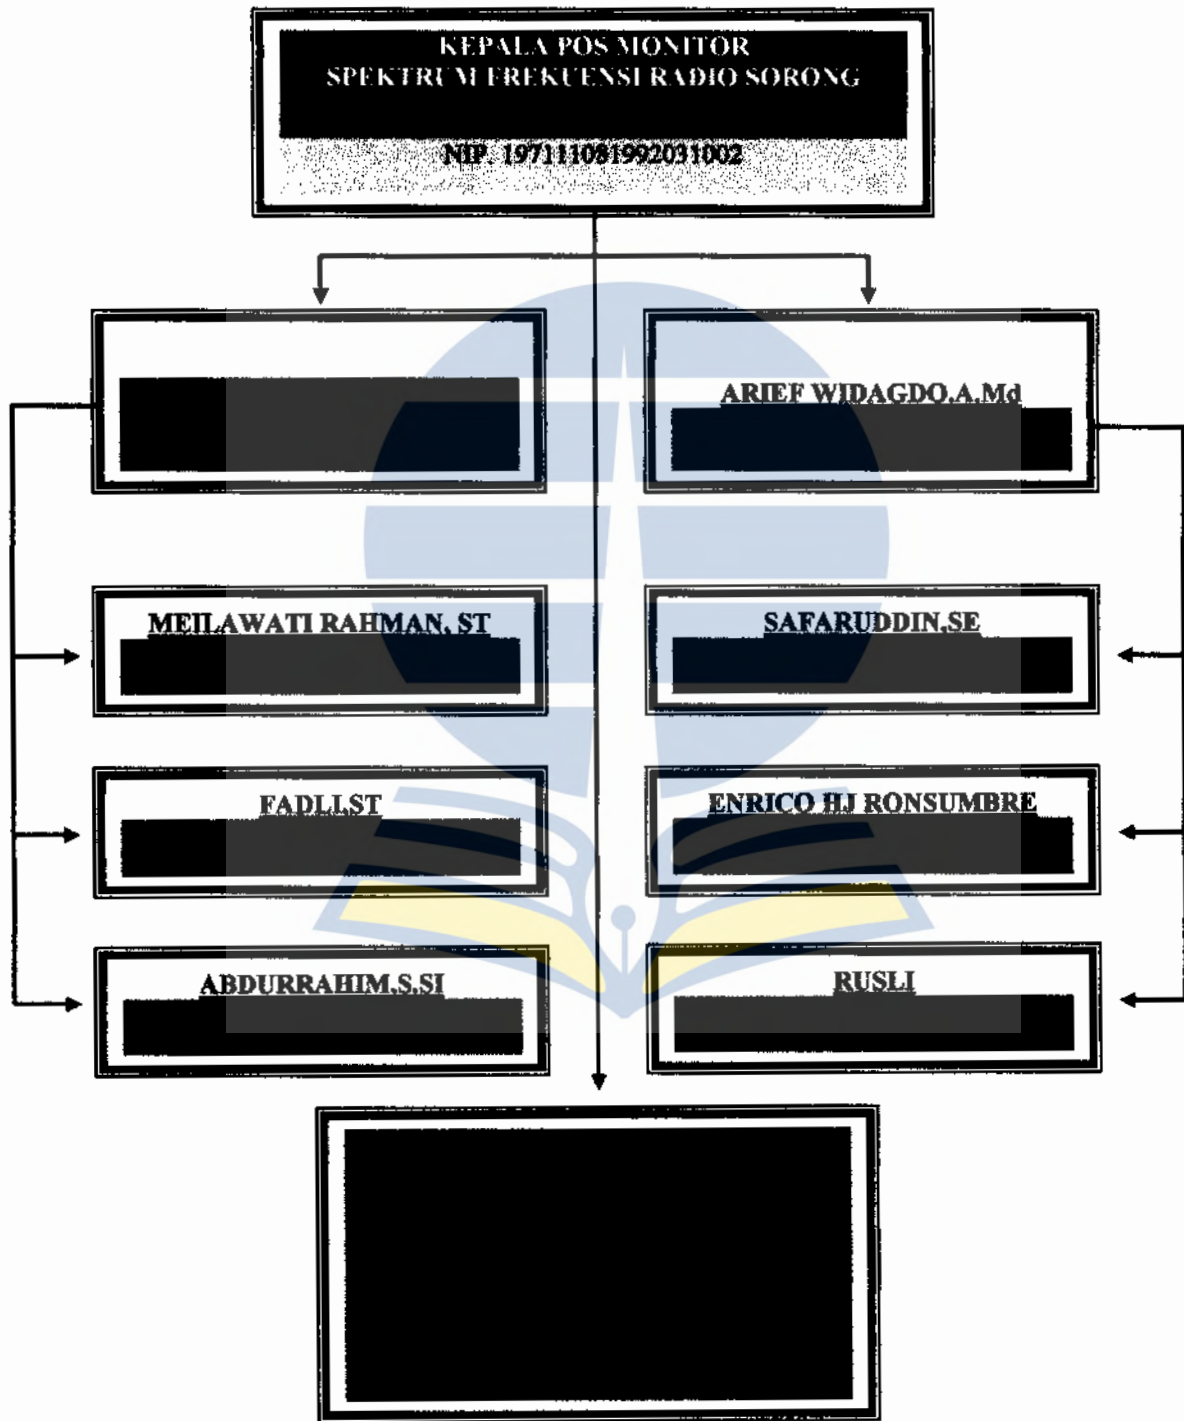 KEPALA POS MONITOR
SPEKTRUM FREKUENSI RADIO SORONG
NIP. 197111081992031002
ARIEF WIDAGDO,A.Md
MEILAWATI RAHMAN, ST
SAFARUDDIN,SE
FADLI,ST
ENRICO HJ RONSUMBRE
ABDURRAHIM,S.SI
RUSLI